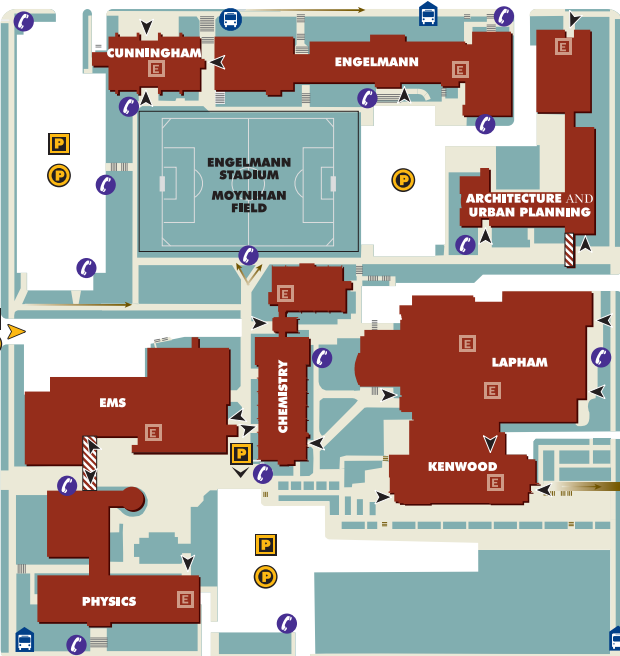 CUNNINGHAM
E
ENGELMANN
E
E
P
P
ENGELMANN
STADIUM
MOYNIHAN
FIELD
P
ARCHITECTURE AND
URBAN PLANNING
E
CHEMISTRY
E
LAPHAM
E
EMS
E
P
KENWOOD
E
P
P
PHYSICS
E